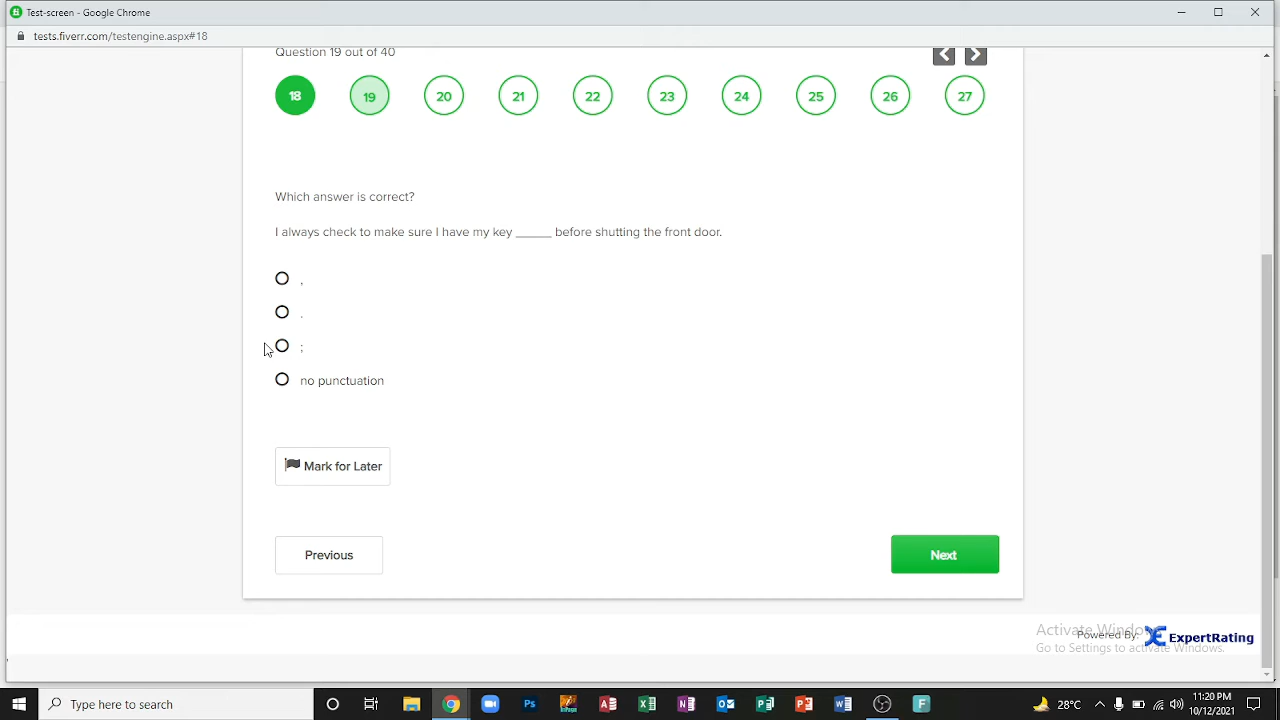 Test-screen - Google Chrome
tests.fiverr.com/testengine.aspx#18
Question 19 out of 40
18 19 20 21 22 23 24 25 26 27
Which answer is correct?
I always check to make sure I have my key _____ before shutting the front door.
,
.
;
no punctuation
Mark for Later
Previous
Next
Activate Windows
Powered By: ExpertRating
Go to Settings to activate Windows.
Type here to search
28°C
11:20 PM
10/12/2021